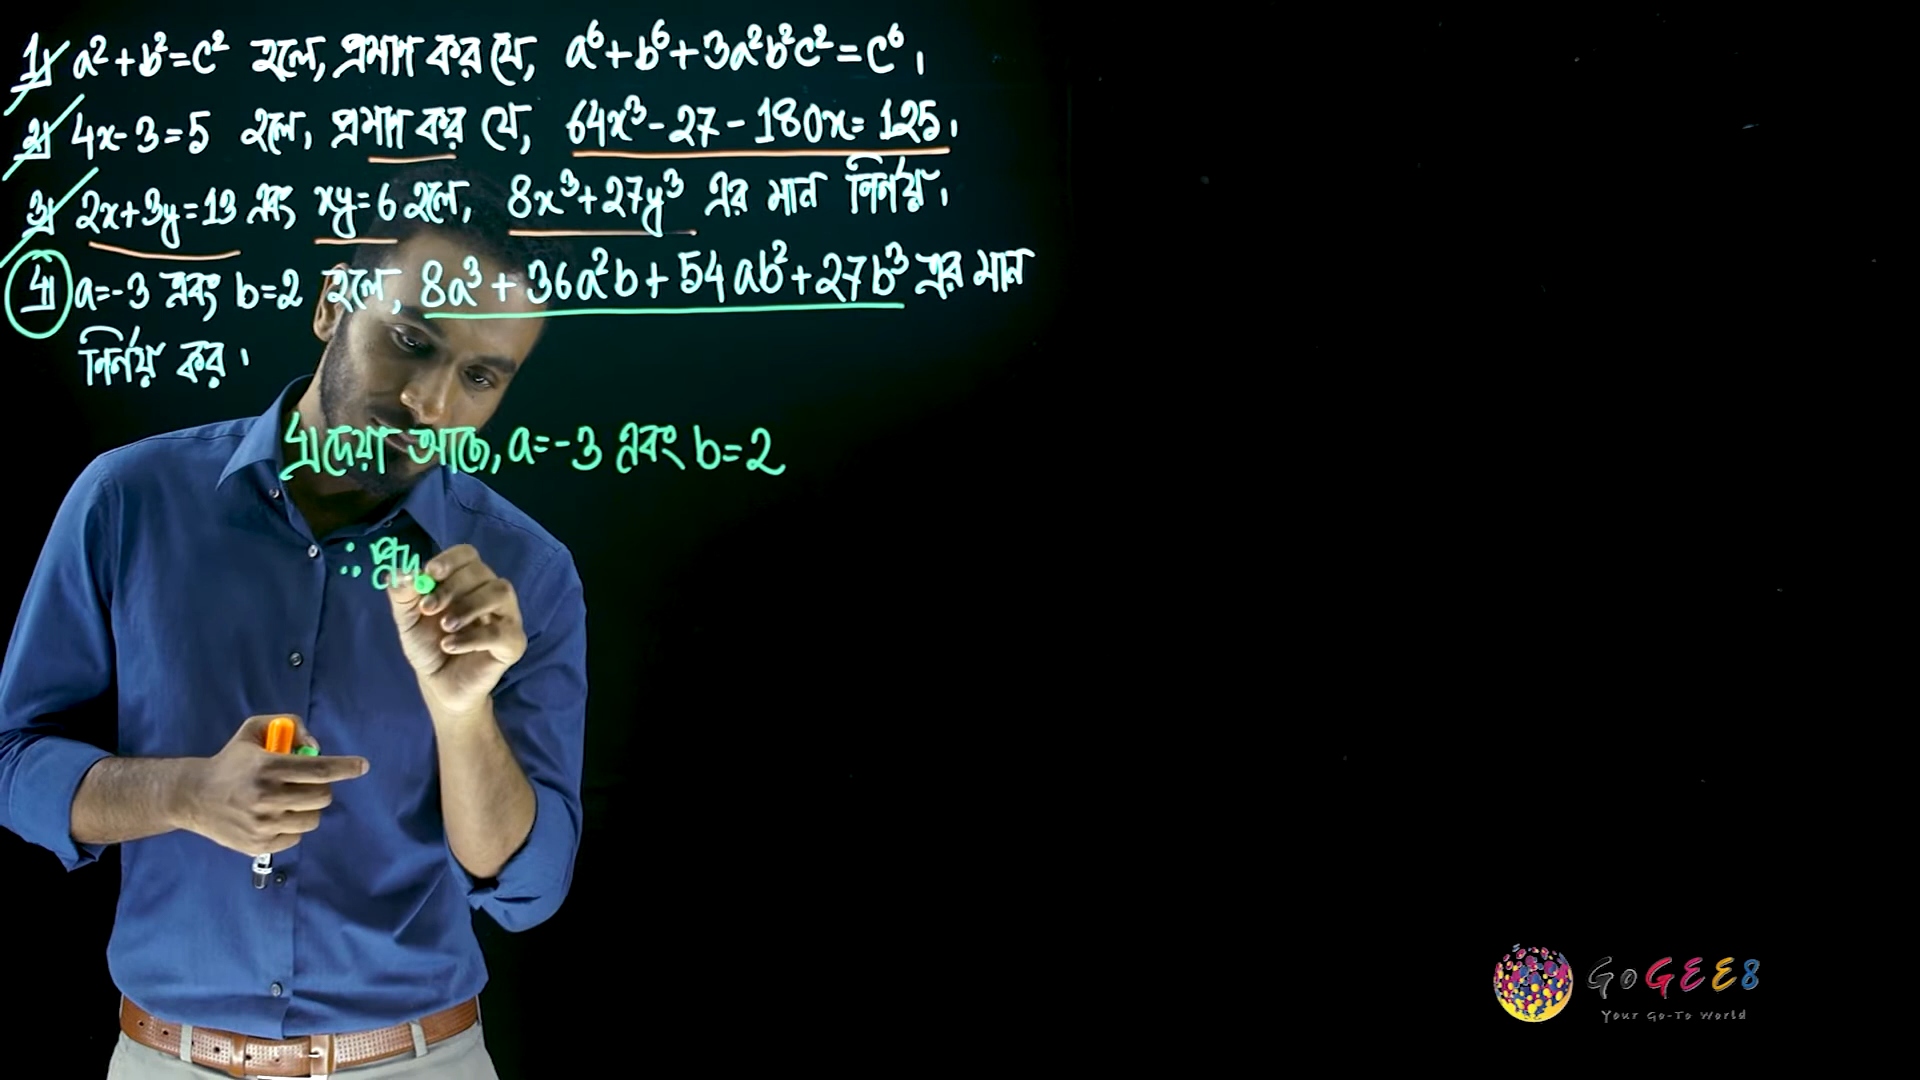 ১) a²+b²=c² হলে, প্রমাণ কর যে, a⁶+b⁶+3a²b²c²=c⁶।
২) 4x-3=5 হলে, প্রমাণ কর যে, 64x³-27-180x=125।
৩) 2x+3y=13 এবং xy=6 হলে, 8x³+27y³ এর মান নির্ণয়।
৪) a=-3 এবং b=2 হলে, 8a³+36a²b+54ab²+27b³ এর মান
নির্ণয় কর।
৪) দেয়া আছে, a=-3 এবং b=2
∴ প্রদ
GoGEE8
Your Go-To World